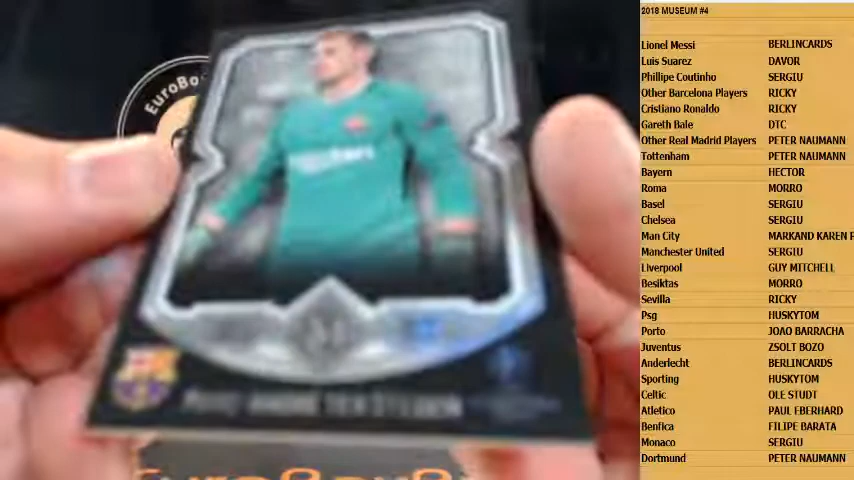 2018 MUSEUM #4
Lionel Messi BERLINCARDS
Luis Suarez DAVOR
Phillipe Coutinho SERGIU
Other Barcelona Players RICKY
Cristiano Ronaldo RICKY
Gareth Bale DTC
Other Real Madrid Players PETER NAUMANN
Tottenham PETER NAUMANN
Bayern HECTOR
Roma MORRO
Basel SERGIU
Chelsea SERGIU
Man City MARKAND KAREN
Manchester United SERGIU
Liverpool GUY MITCHELL
Besiktas MORRO
Sevilla RICKY
Psg HUSKYTOM
Porto JOAO BARRACHA
Juventus ZSOLT BOZO
Anderlecht BERLINCARDS
Sporting HUSKYTOM
Celtic OLE STUDT
Atletico PAUL EBERHARD
Benfica FILIPE BARATA
Monaco SERGIU
Dortmund PETER NAUMANN